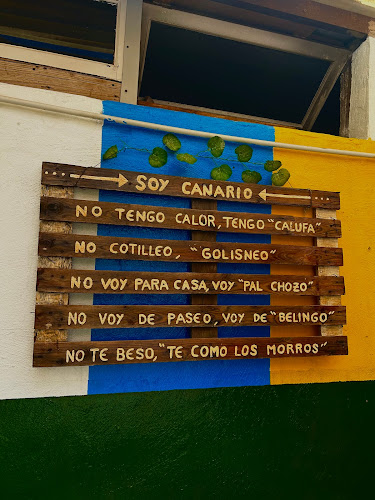 SOY CANARIO
NO TENGO CALOR, TENGO "CALUFA"
NO COTILLEO, "GOLISNEO"
NO VOY PARA CASA, VOY "PAL CHOZO"
NO VOY DE PASEO, VOY DE "BELINGO"
NO TE BESO, "TE COMO LOS MORROS"